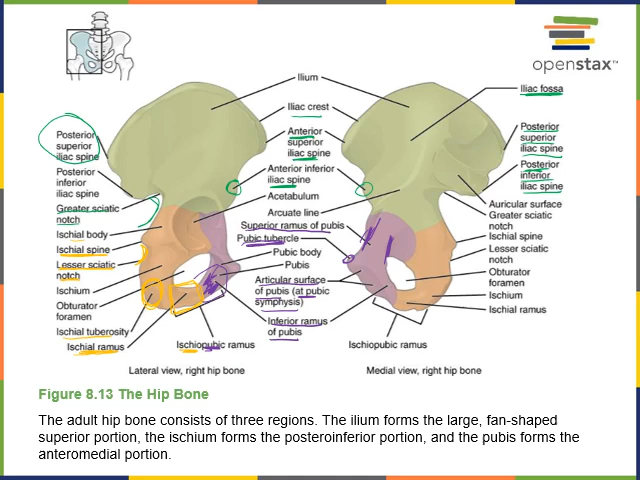 openstax™
Ilium
Iliac crest
Anterior
superior
iliac spine
Anterior inferior
iliac spine
Acetabulum
Arcuate line
Superior ramus of pubis
Pubic tubercle
Pubic body
Pubis
Articular surface
of pubis (at pubic
symphysis)
Inferior ramus
of pubis
Posterior
superior
iliac spine
Posterior
inferior
iliac spine
Greater sciatic
notch
Ischial body
Ischial spine
Lesser sciatic
notch
Ischium
Obturator
foramen
Ischial tuberosity
Ischial ramus
Ischiopubic ramus
Lateral view, right hip bone
Iliac fossa
Posterior
superior
iliac spine
Posterior
inferior
iliac spine
Auricular surface
Greater sciatic
notch
Ischial spine
Lesser sciatic
notch
Obturator
foramen
Ischium
Ischial ramus
Ischiopubic ramus
Medial view, right hip bone
Figure 8.13 The Hip Bone
The adult hip bone consists of three regions. The ilium forms the large, fan-shaped
superior portion, the ischium forms the posteroinferior portion, and the pubis forms the
anteromedial portion.